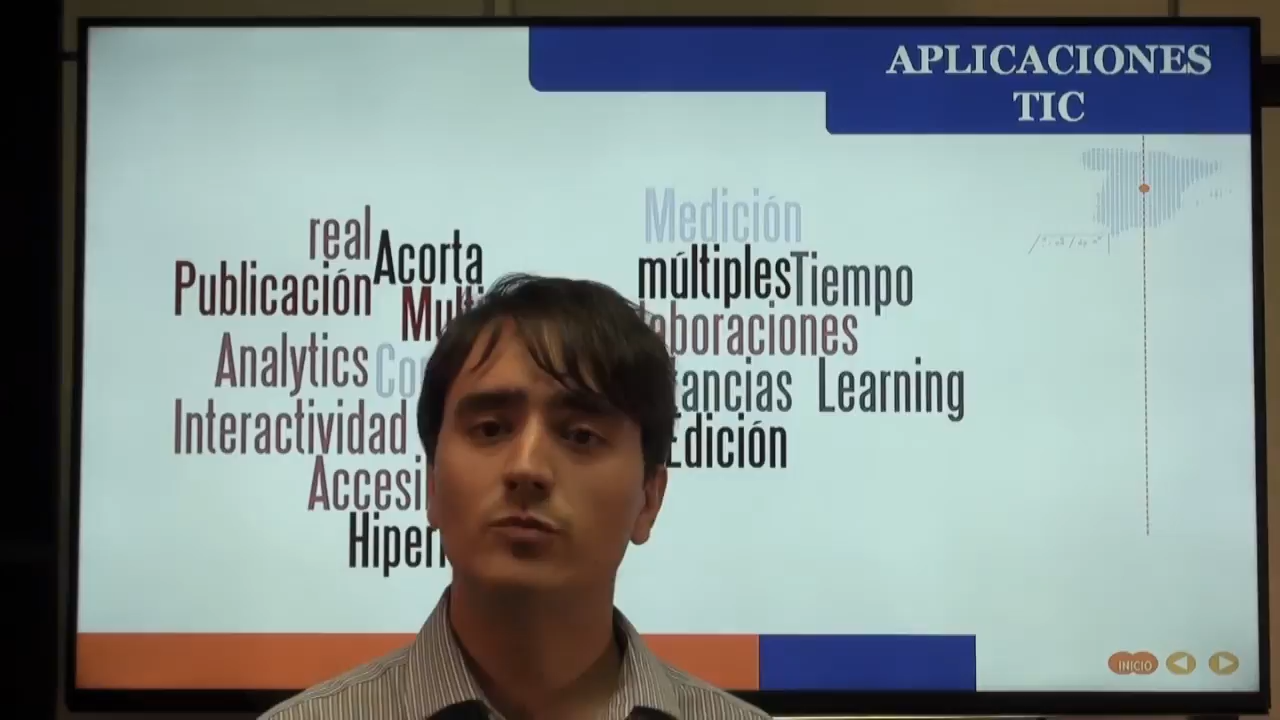 APLICACIONES
TIC
real
Acorta
Publicación
Analytics
Interactividad
Medición
múltiples
Tiempo
Learning
Edición
INICIO